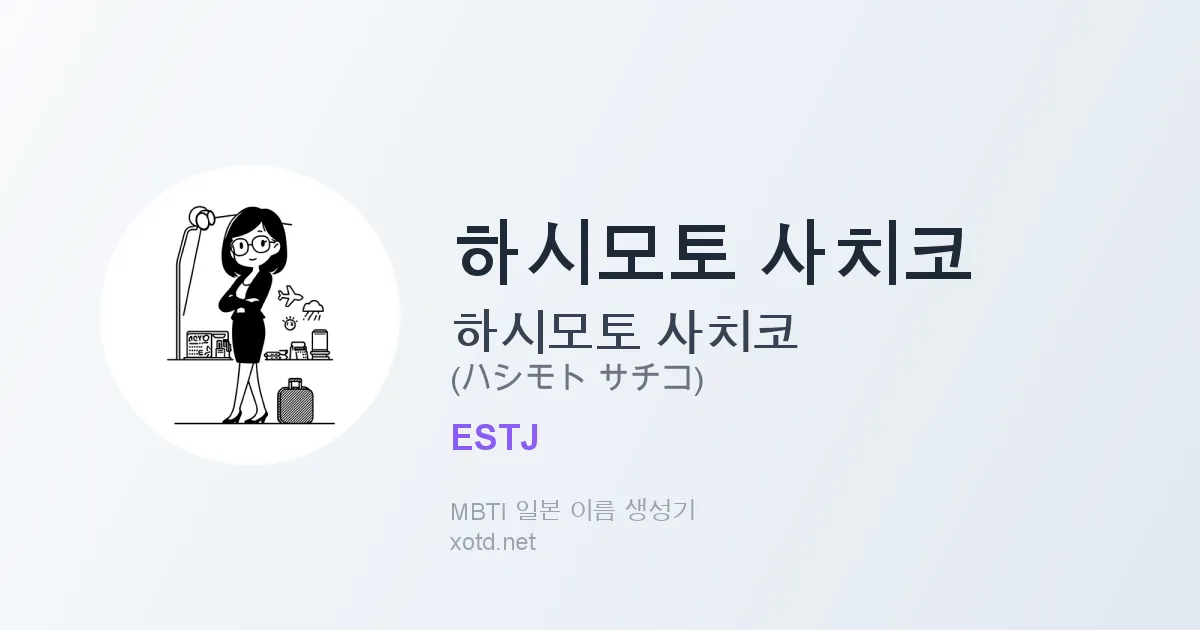 하시모토 사치코
하시모토 사치코
(ハシモト サチコ)
ESTJ
MBTI 일본 이름 생성기
xotd.net